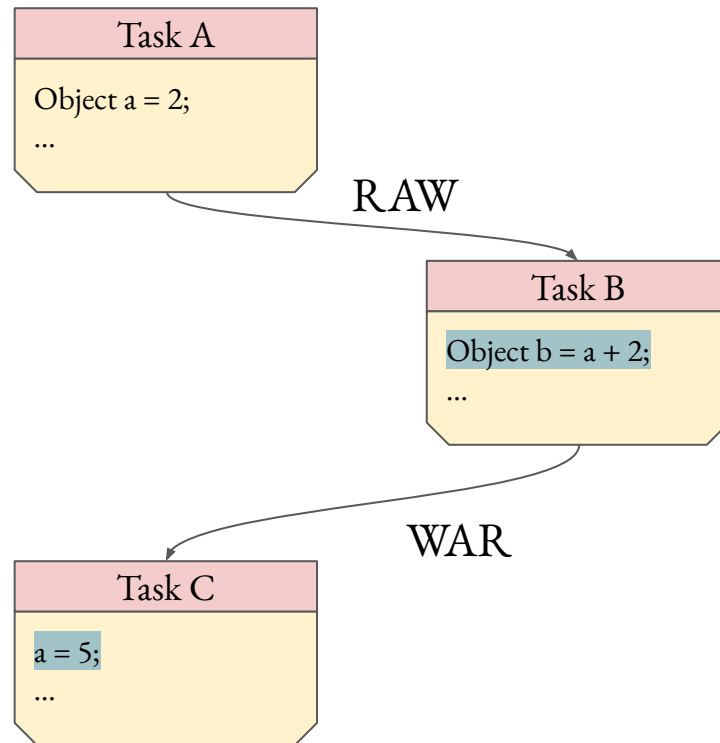 Task A
Object a = 2;
...
RAW
Task B
Object b = a + 2;
...
WAR
Task C
a = 5;
...